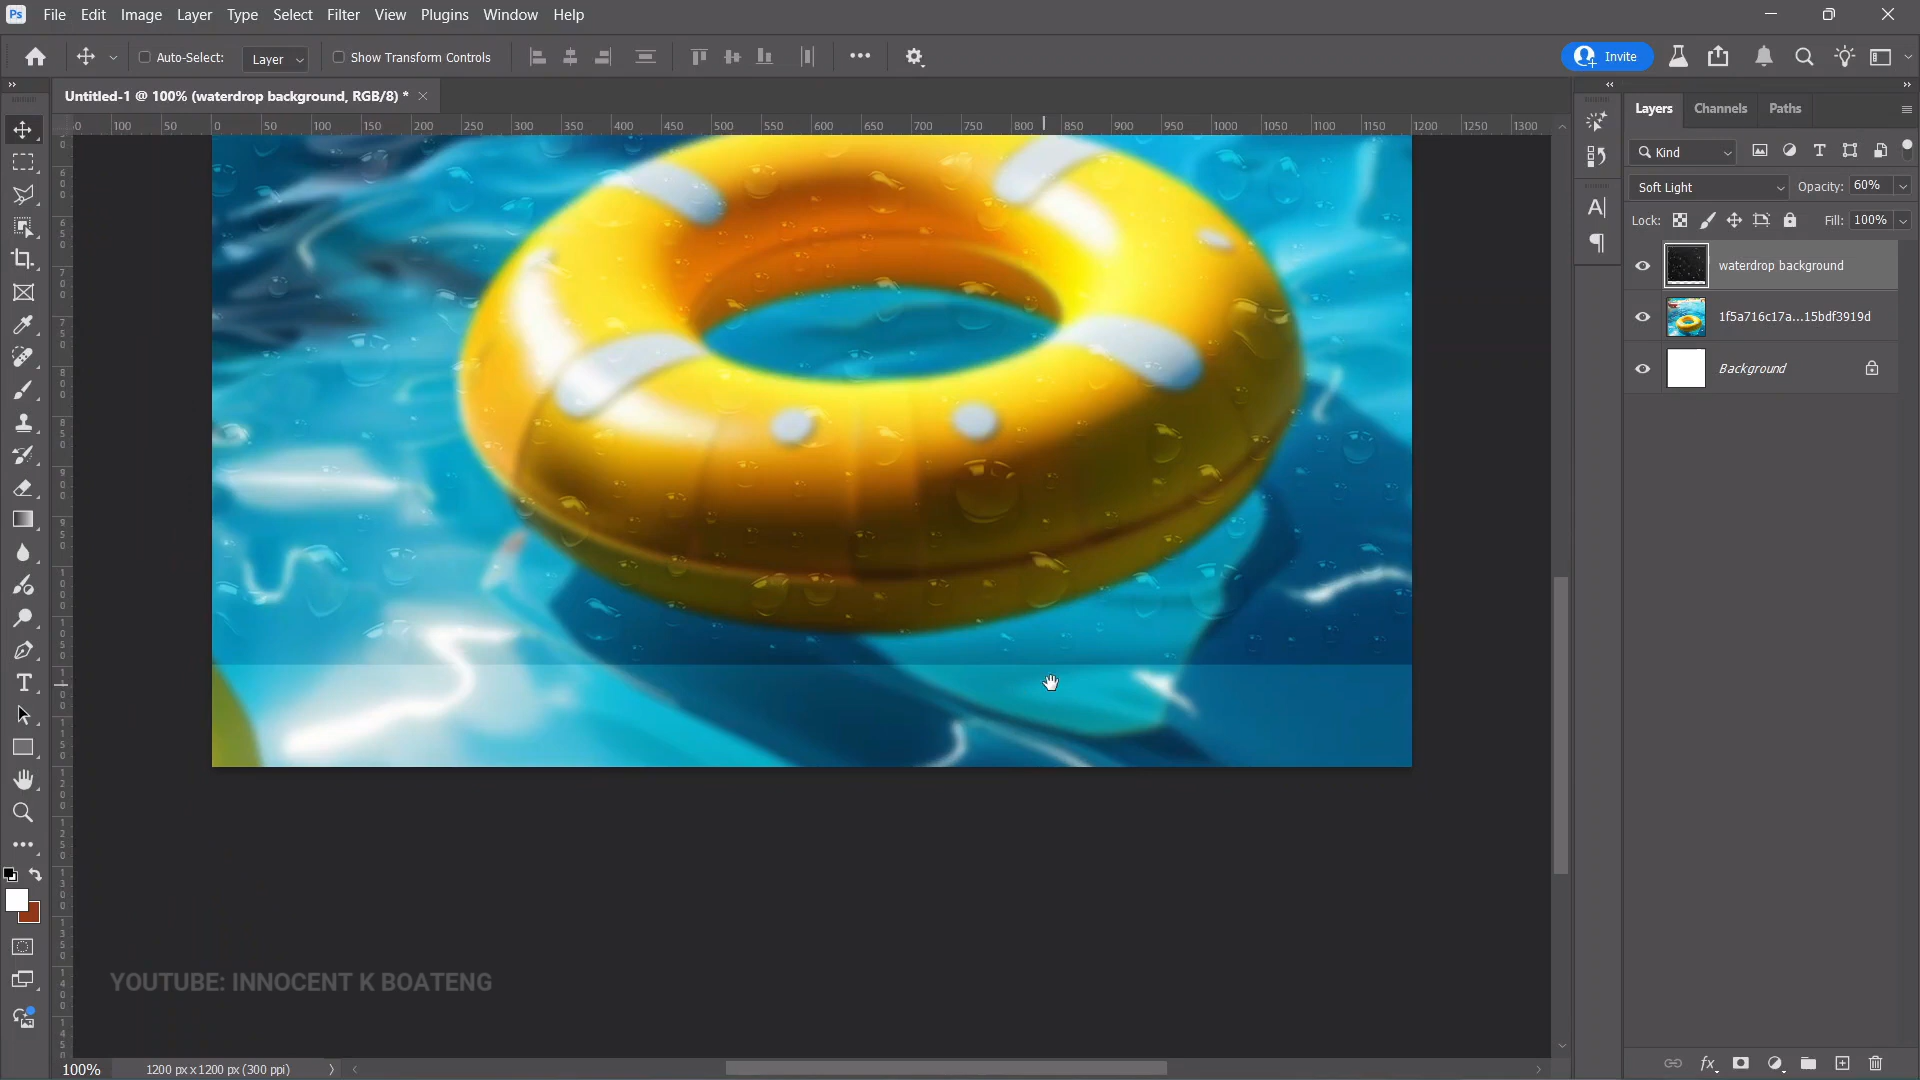 Ps File Edit Image Layer Type Select Filter View Plugins Window Help
Auto-Select: Layer Show Transform Controls Invite
Untitled-1 @ 100% (waterdrop background, RGB/8) *
Layers Channels Paths
100 50 0 50 100 150 200 250 300 350 400 450 500 550 600 650 700 750 800 850 900 950 1000 1050 1100 1150 1200 1250 1300
Kind
Soft Light Opacity: 60%
Lock: Fill: 100%
waterdrop background
1f5a716c17a...15bdf3919d
Background
YOUTUBE: INNOCENT K BOATENG
100% 1200 px x 1200 px (300 ppi)